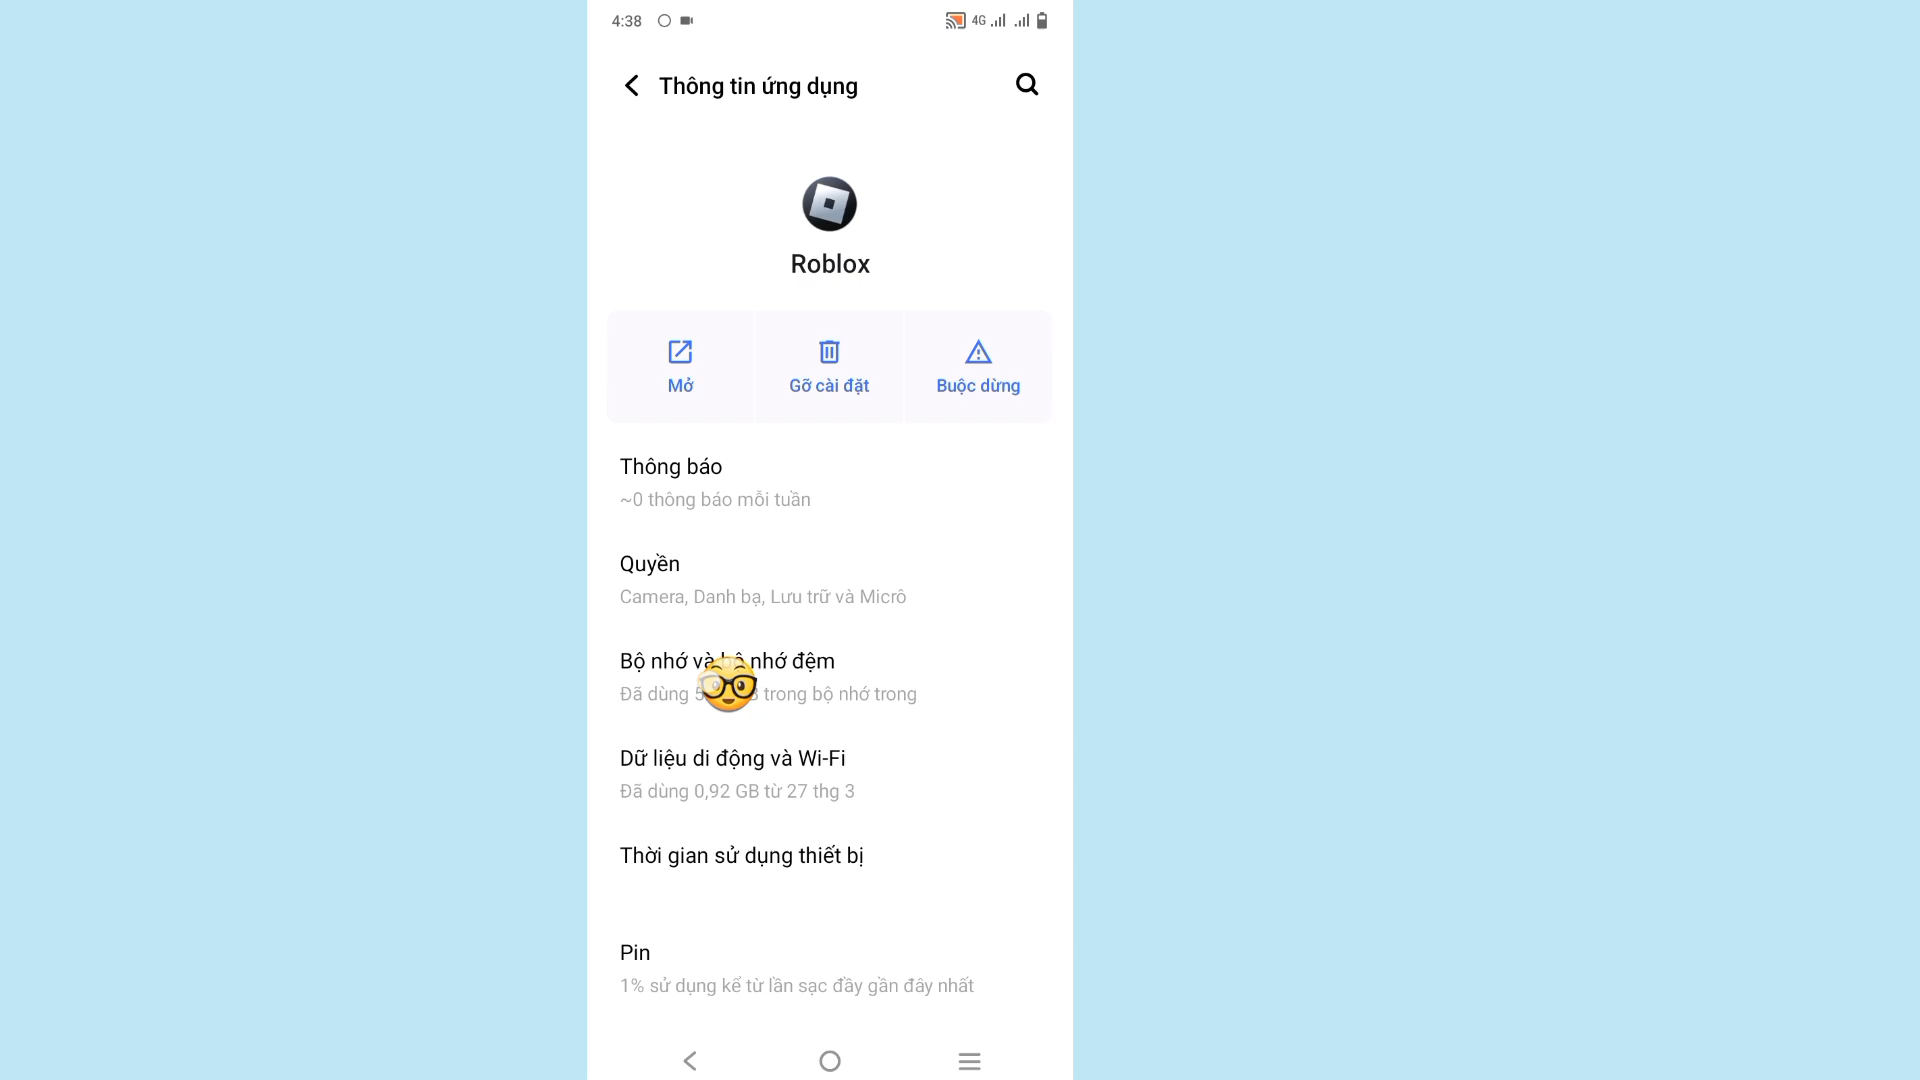 4:38
4G
Thông tin ứng dụng
Roblox
Mở
Gỡ cài đặt
Buộc dừng
Thông báo
~0 thông báo mỗi tuần
Quyền
Camera, Danh bạ, Lưu trữ và Micrô
Bộ nhớ và bộ nhớ đệm
Đã dùng trong bộ nhớ trong
Dữ liệu di động và Wi-Fi
Đã dùng 0,92 GB từ 27 thg 3
Thời gian sử dụng thiết bị
Pin
1% sử dụng kể từ lần sạc đầy gần đây nhất